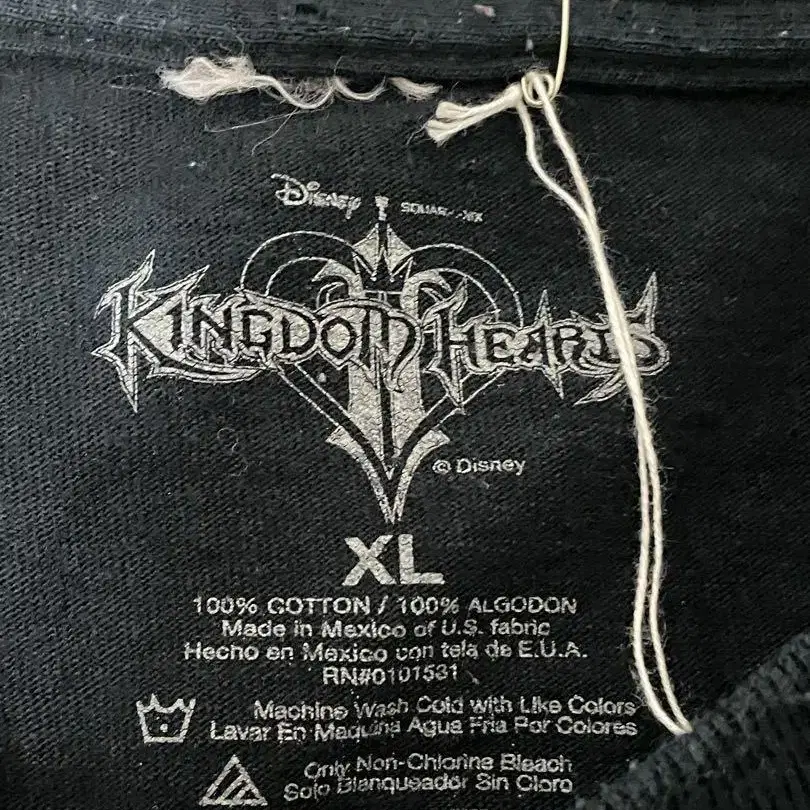 Disney
KINGDOM HEARTS
II
© Disney
XL
100% COTTON / 100% ALGODON
Made in Mexico of U.S. fabric
Hecho en Mexico con tela de E.U.A.
RN#0101531
Machine Wash Cold with Like Colors
Lavar En Maquina Agua Fria Por Colores
Only Non-Chlorine Bleach
Solo Blanqueador Sin Cloro